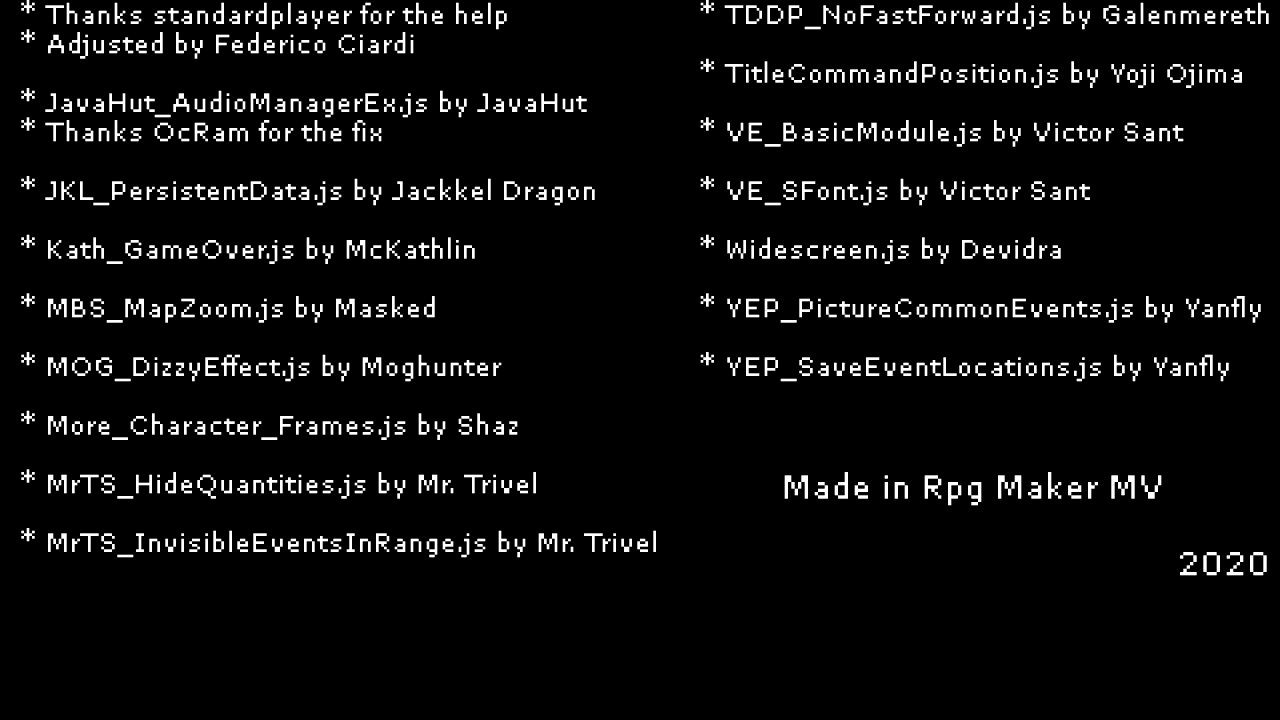 * Thanks standardplayer for the help
* Adjusted by Federico Ciardi
* JavaHut_AudioManagerEx.js by JavaHut
* Thanks OcRam for the fix
* JKL_PersistentData.js by Jackkel Dragon
* Kath_GameOver.js by McKathlin
* MBS_MapZoom.js by Masked
* MOG_DizzyEffect.js by Moghunter
* More_Character_Frames.js by Shaz
* MrTS_HideQuantities.js by Mr. Trivel
* MrTS_InvisibleEventsInRange.js by Mr. Trivel
* TDDP_NoFastForward.js by Galenmereth
* TitleCommandPosition.js by Yoji Ojima
* VE_BasicModule.js by Victor Sant
* VE_SFont.js by Victor Sant
* Widescreen.js by Devidra
* YEP_PictureCommonEvents.js by Yanfly
* YEP_SaveEventLocations.js by Yanfly
Made in Rpg Maker MV
2020